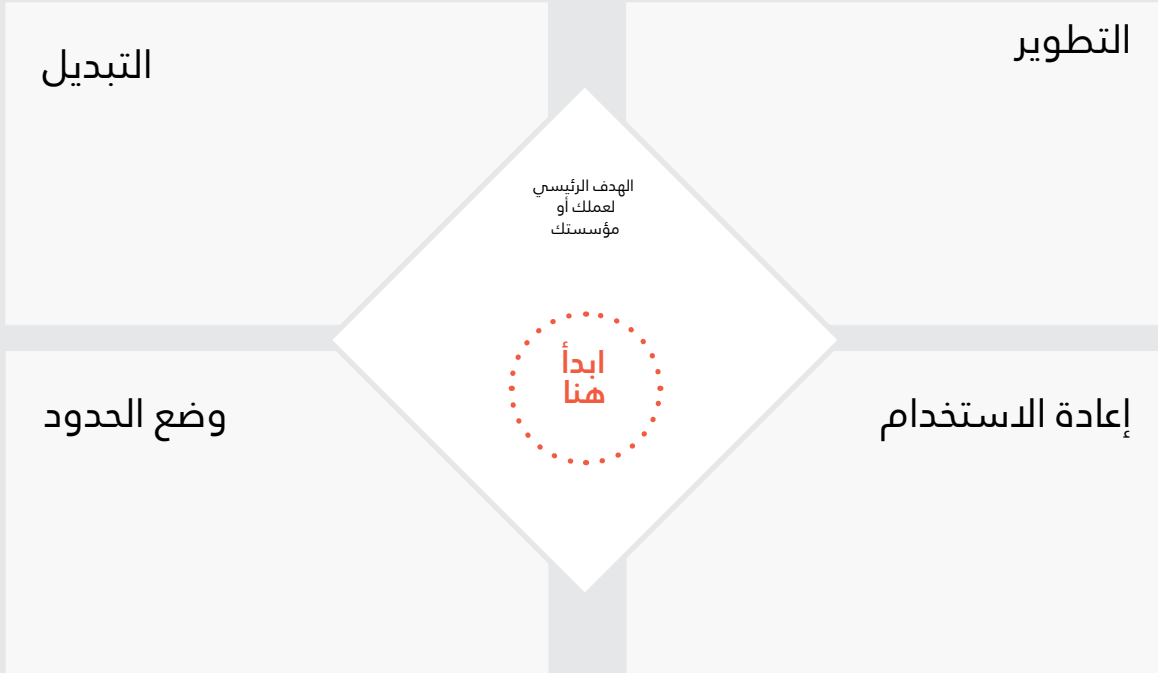 التطوير
التبديل
الهدف الرئيسي
لعملك أو
مؤسستك
ابدأ
هنا
إعادة الاستخدام
وضع الحدود